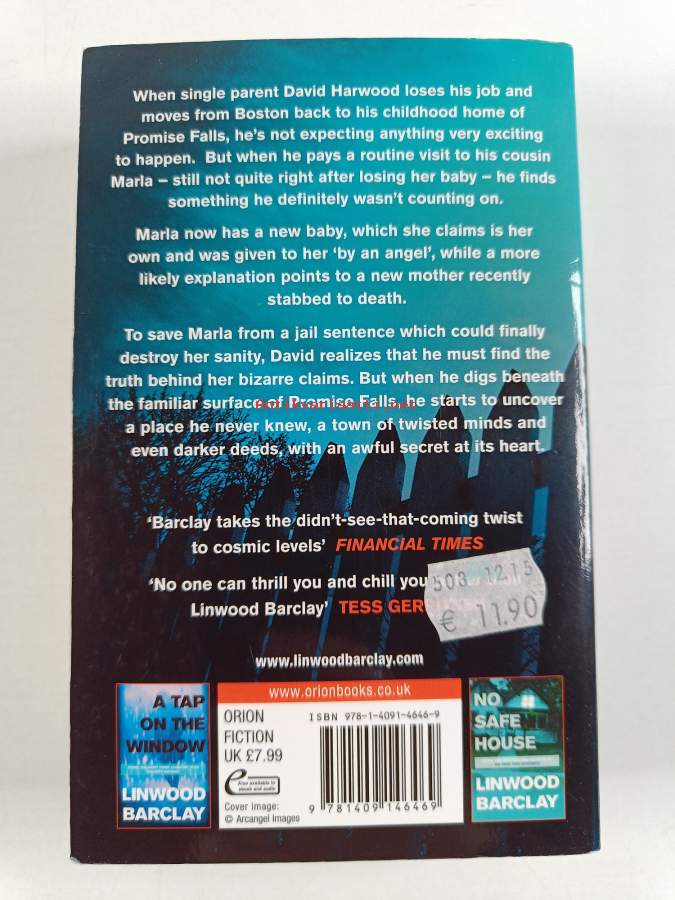 When single parent David Harwood loses his job and
moves from Boston back to his childhood home of
Promise Falls, he's not expecting anything very exciting
to happen. But when he pays a routine visit to his cousin
Marla – still not quite right after losing her baby – he finds
something he definitely wasn't counting on.
Marla now has a new baby, which she claims is her
own and was given to her 'by an angel', while a more
likely explanation points to a new mother recently
stabbed to death.
To save Marla from a jail sentence which could finally
destroy her sanity, David realizes that he must find the
truth behind her bizarre claims. But when he digs beneath
the familiar surface of Promise Falls, he starts to uncover
a place he never knew, a town of twisted minds and
even darker deeds, with an awful secret at its heart.
'Barclay takes the didn't-see-that-coming twist
to cosmic levels' FINANCIAL TIMES
'No one can thrill you and chill you
Linwood Barclay' TESS GER
508 1215
€ 11.90
www.linwoodbarclay.com
A TAP
ON THE
WINDOW
LINWOOD
BARCLAY
www.orionbooks.co.uk
ORION
FICTION
UK £7.99
e
Also available in
ebook and audio
Cover image:
© Arcangel Images
ISBN 978-1-4091-4646-9
9 781409 146469
NO
SAFE
HOUSE
LINWOOD
BARCLAY